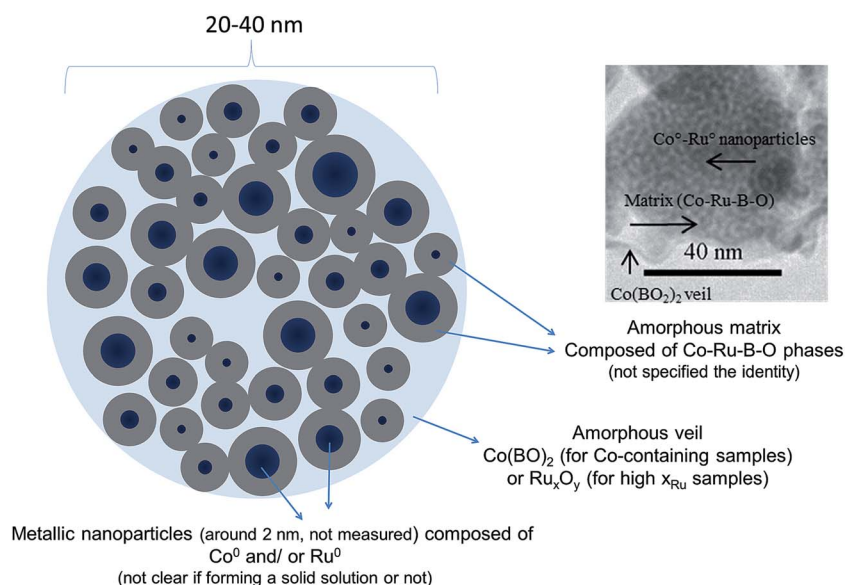 20-40 nm
Co°-Ru° nanoparticles
Matrix (Co-Ru-B-O)
40 nm
Co(BO₂)₂ veil
Amorphous matrix
Composed of Co-Ru-B-O phases
(not specified the identity)
Amorphous veil
Co(BO)₂ (for Co-containing samples)
or RuₓOᵧ (for high xRu samples)
Metallic nanoparticles (around 2 nm, not measured) composed of
Co⁰ and/ or Ru⁰
(not clear if forming a solid solution or not)